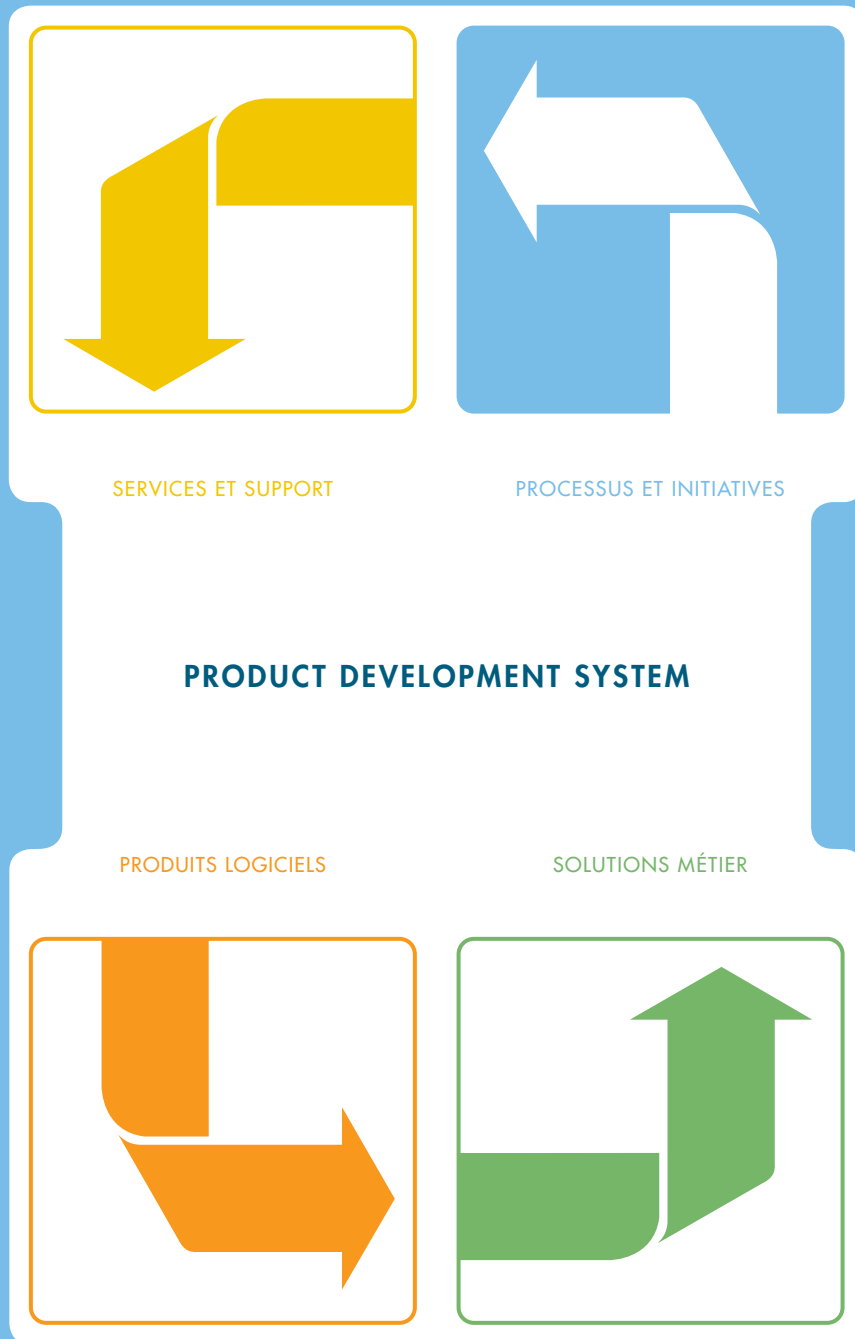 SERVICES ET SUPPORT
PROCESSUS ET INITIATIVES
PRODUCT DEVELOPMENT SYSTEM
PRODUITS LOGICIELS
SOLUTIONS MÉTIER